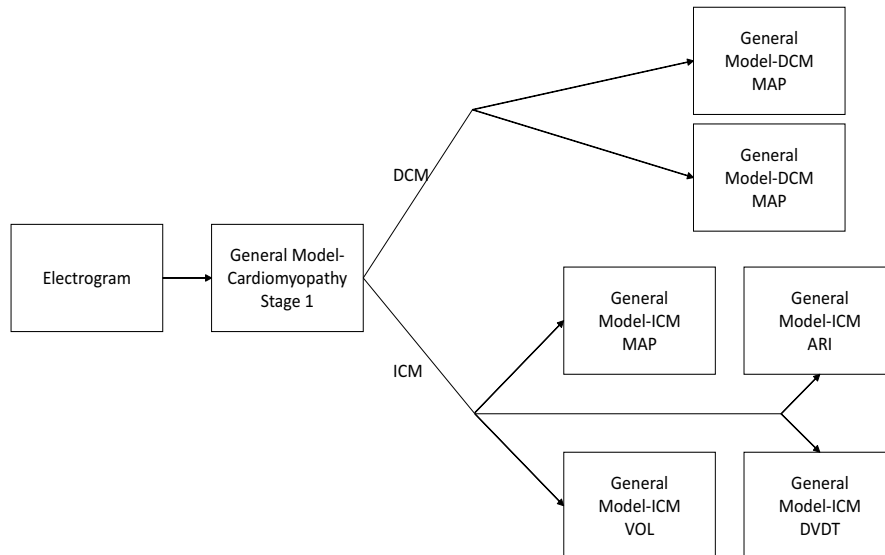 General
Model-DCM
MAP
General
Model-DCM
MAP
DCM
Electrogram
General Model-
Cardiomyopathy
Stage 1
General
Model-ICM
MAP
General
Model-ICM
ARI
ICM
General
Model-ICM
VOL
General
Model-ICM
DVDT